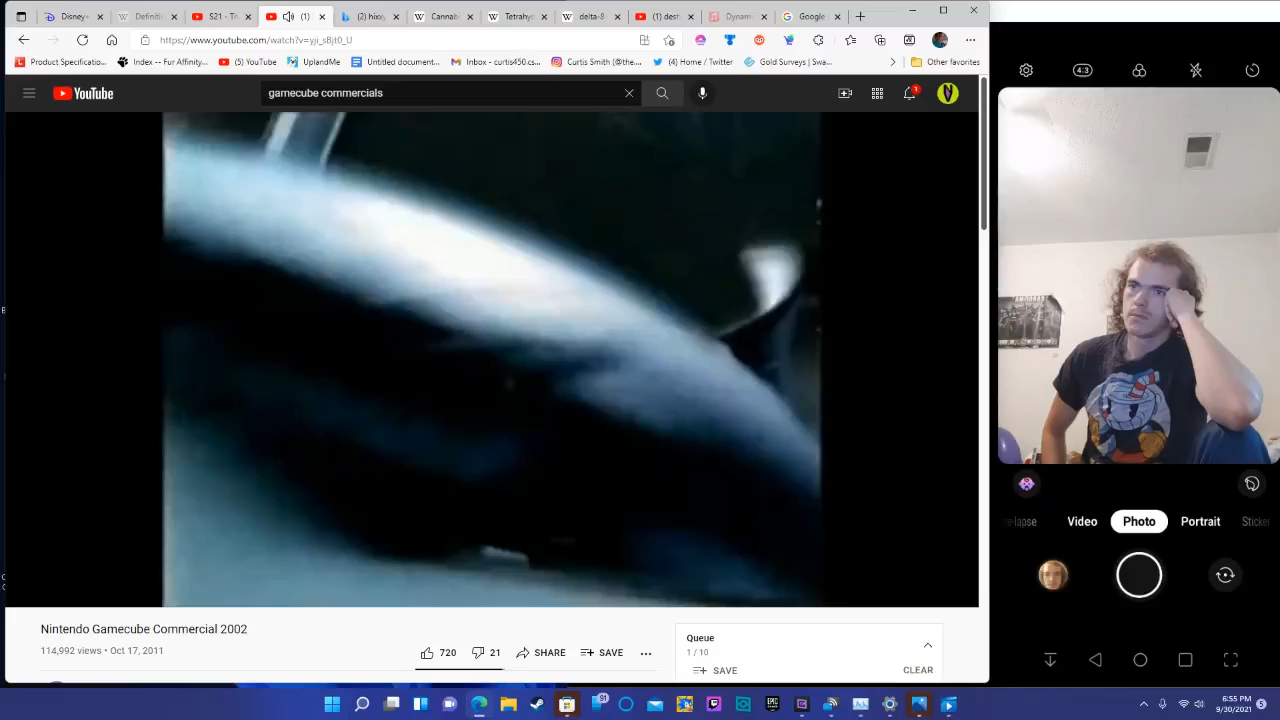 Disney+
Definiti
S21 - Th
(1)
(2) hixxy
Cannab
Tetrahy
delta-8
(1) dest
Dynam
Google
https://www.youtube.com/watch?v=yji_sBjt0_U
Product Specificatio...
Index -- Fur Affinity...
(5) YouTube
UplandMe
Untitled document...
Inbox - curtis450.cs...
Curtis Smith (@the...
(4) Home / Twitter
Gold Surveys | Swa...
Other favorites
YouTube
gamecube commercials
1
4:3
Nintendo Gamecube Commercial 2002
114,992 views • Oct 17, 2011
720
21
SHARE
SAVE
Queue
1 / 10
SAVE
CLEAR
Video
Photo
Portrait
Sticker
6:55 PM
9/30/2021